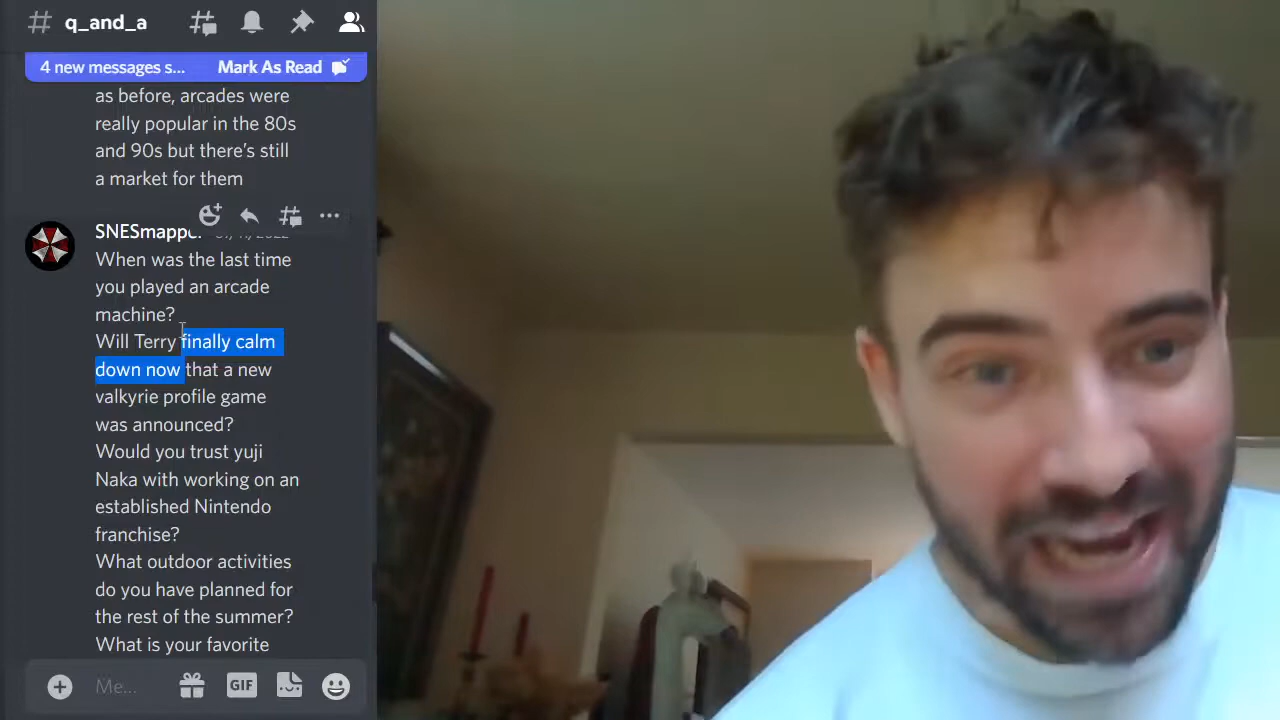 # q_and_a
4 new messages s... Mark As Read
as before, arcades were
really popular in the 80s
and 90s but there's still
a market for them
SNESmappe
When was the last time
you played an arcade
machine?
Will Terry finally calm
down now that a new
valkyrie profile game
was announced?
Would you trust yuji
Naka with working on an
established Nintendo
franchise?
What outdoor activities
do you have planned for
the rest of the summer?
What is your favorite
Me... GIF